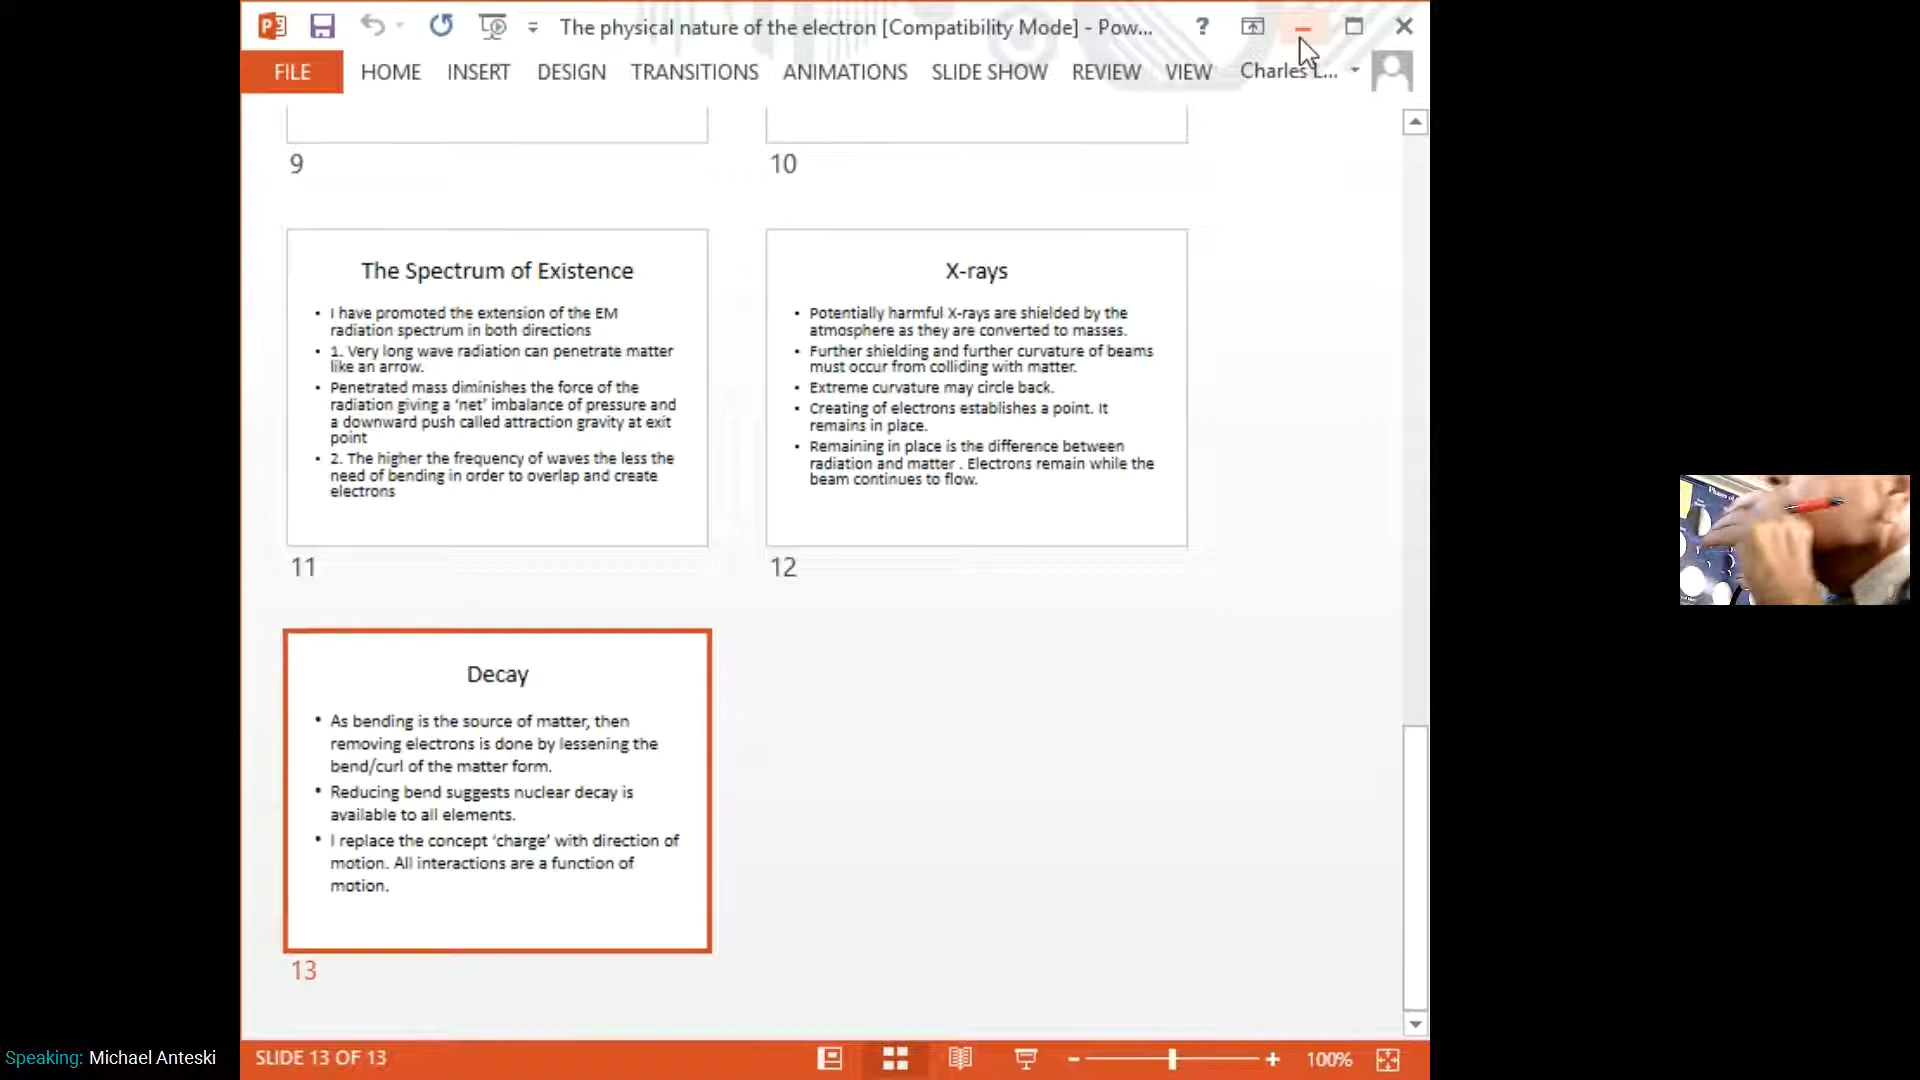 The physical nature of the electron [Compatibility Mode] - Pow...
?
FILE HOME INSERT DESIGN TRANSITIONS ANIMATIONS SLIDE SHOW REVIEW VIEW Charles L...
9
10
The Spectrum of Existence
• I have promoted the extension of the EM
radiation spectrum in both directions
• 1. Very long wave radiation can penetrate matter
like an arrow.
• Penetrated mass diminishes the force of the
radiation giving a ‘net’ imbalance of pressure and
a downward push called attraction gravity at exit
point
• 2. The higher the frequency of waves the less the
need of bending in order to overlap and create
electrons
11
X-rays
• Potentially harmful X-rays are shielded by the
atmosphere as they are converted to masses.
• Further shielding and further curvature of beams
must occur from colliding with matter.
• Extreme curvature may circle back.
• Creating of electrons establishes a point. It
remains in place.
• Remaining in place is the difference between
radiation and matter . Electrons remain while the
beam continues to flow.
12
Decay
• As bending is the source of matter, then
removing electrons is done by lessening the
bend/curl of the matter form.
• Reducing bend suggests nuclear decay is
available to all elements.
• I replace the concept ‘charge’ with direction of
motion. All interactions are a function of
motion.
13
Speaking: Michael Anteski
SLIDE 13 OF 13
100%